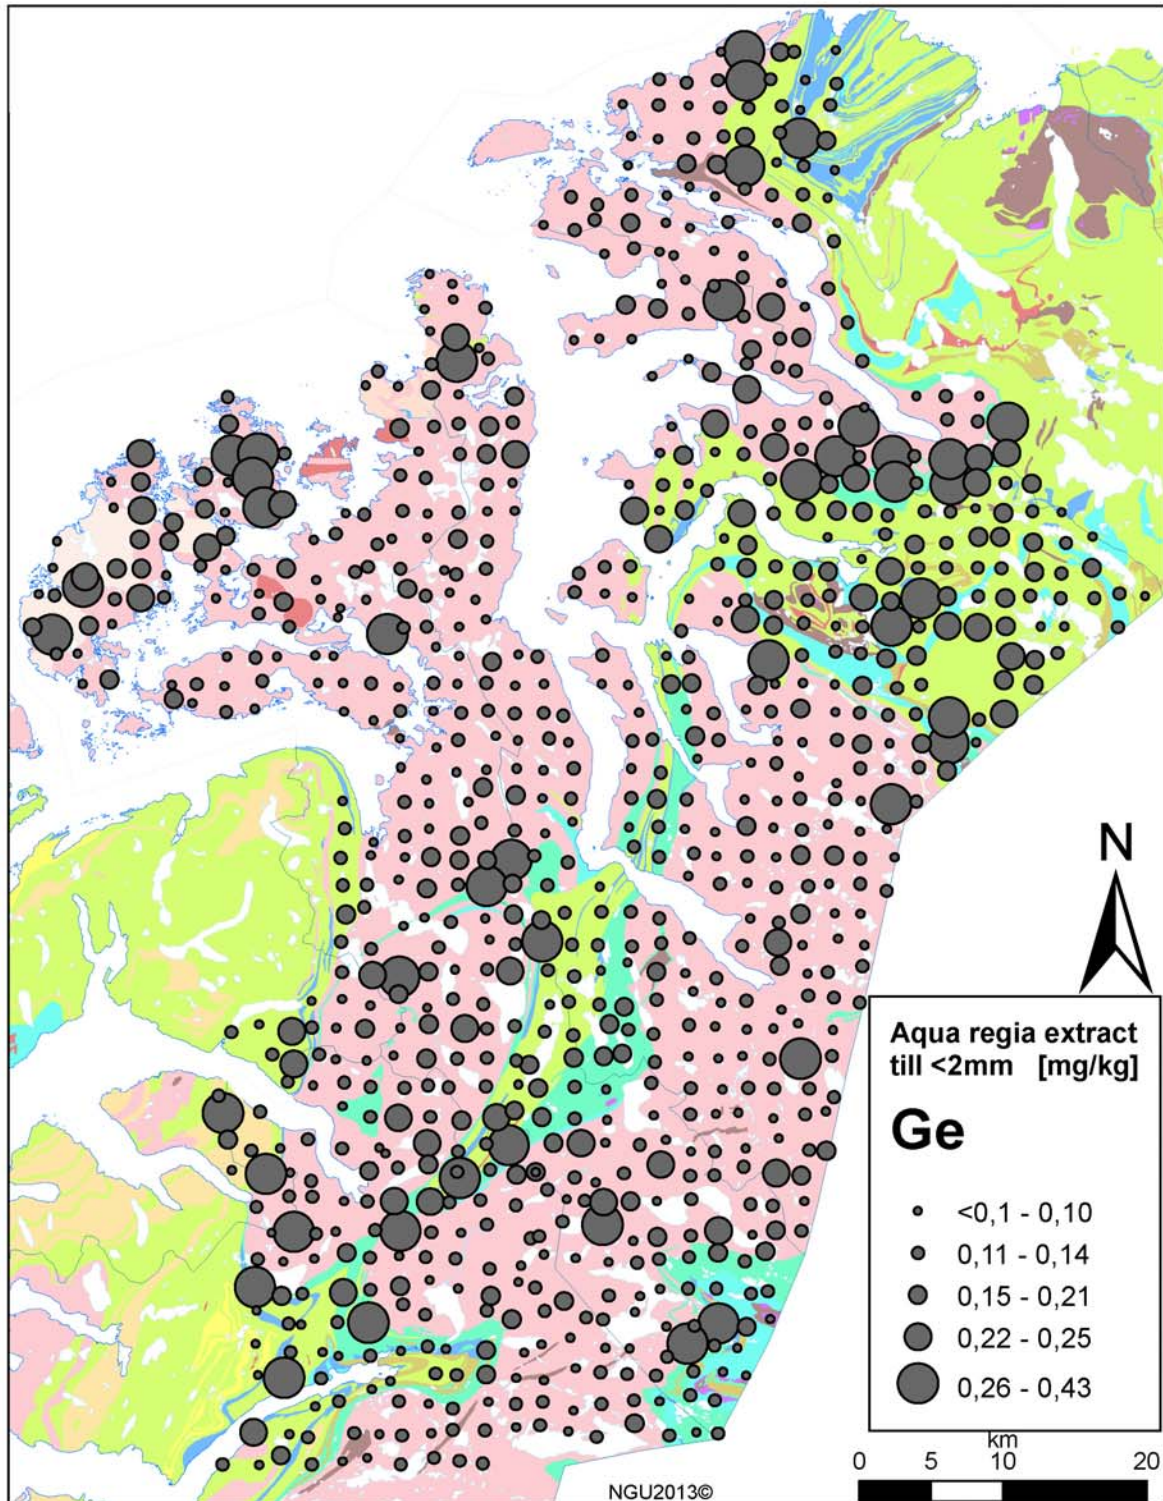 N
Aqua regia extract
till <2mm [mg/kg]
Ge
<0,1 - 0,10
0,11 - 0,14
0,15 - 0,21
0,22 - 0,25
0,26 - 0,43
km
0 5 10 20
NGU2013©